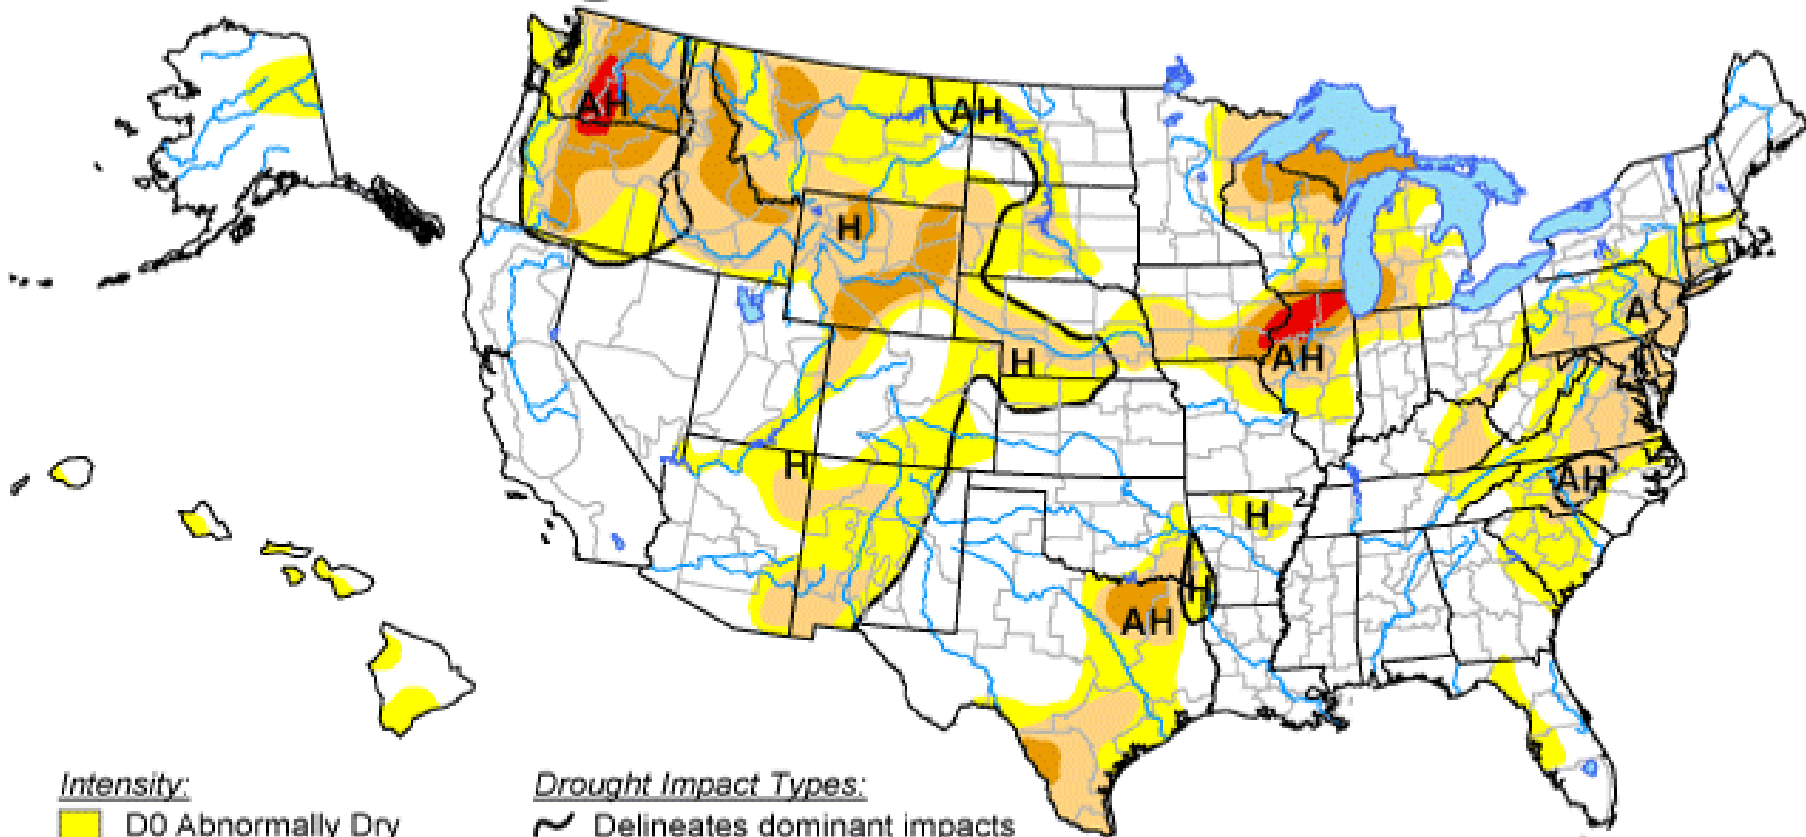 AH
AH
H
A
H
AH
H
AH
H
H
AH
Intensity:
D0 Abnormally Dry
Drought Impact Types:
Delineates dominant impacts